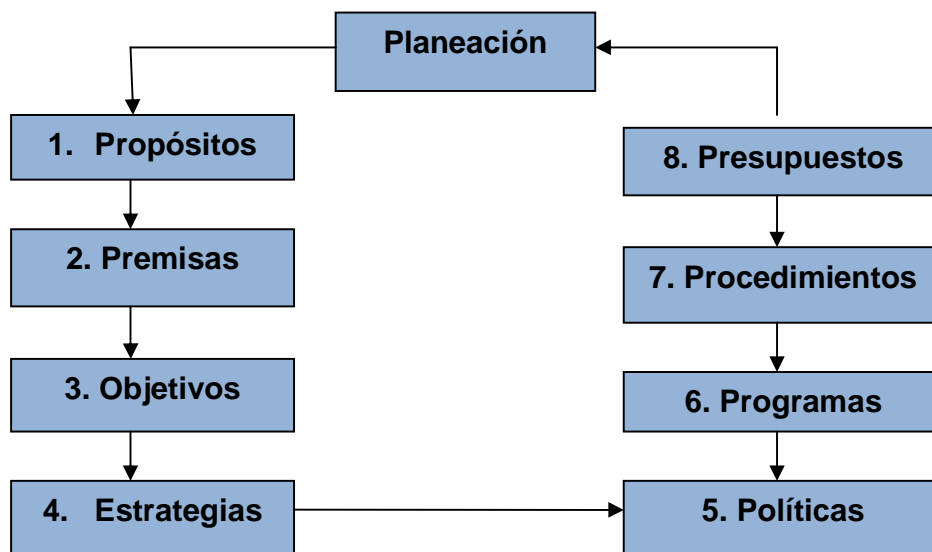 Planeación
1. Propósitos
2. Premisas
3. Objetivos
4. Estrategias
8. Presupuestos
7. Procedimientos
6. Programas
5. Políticas